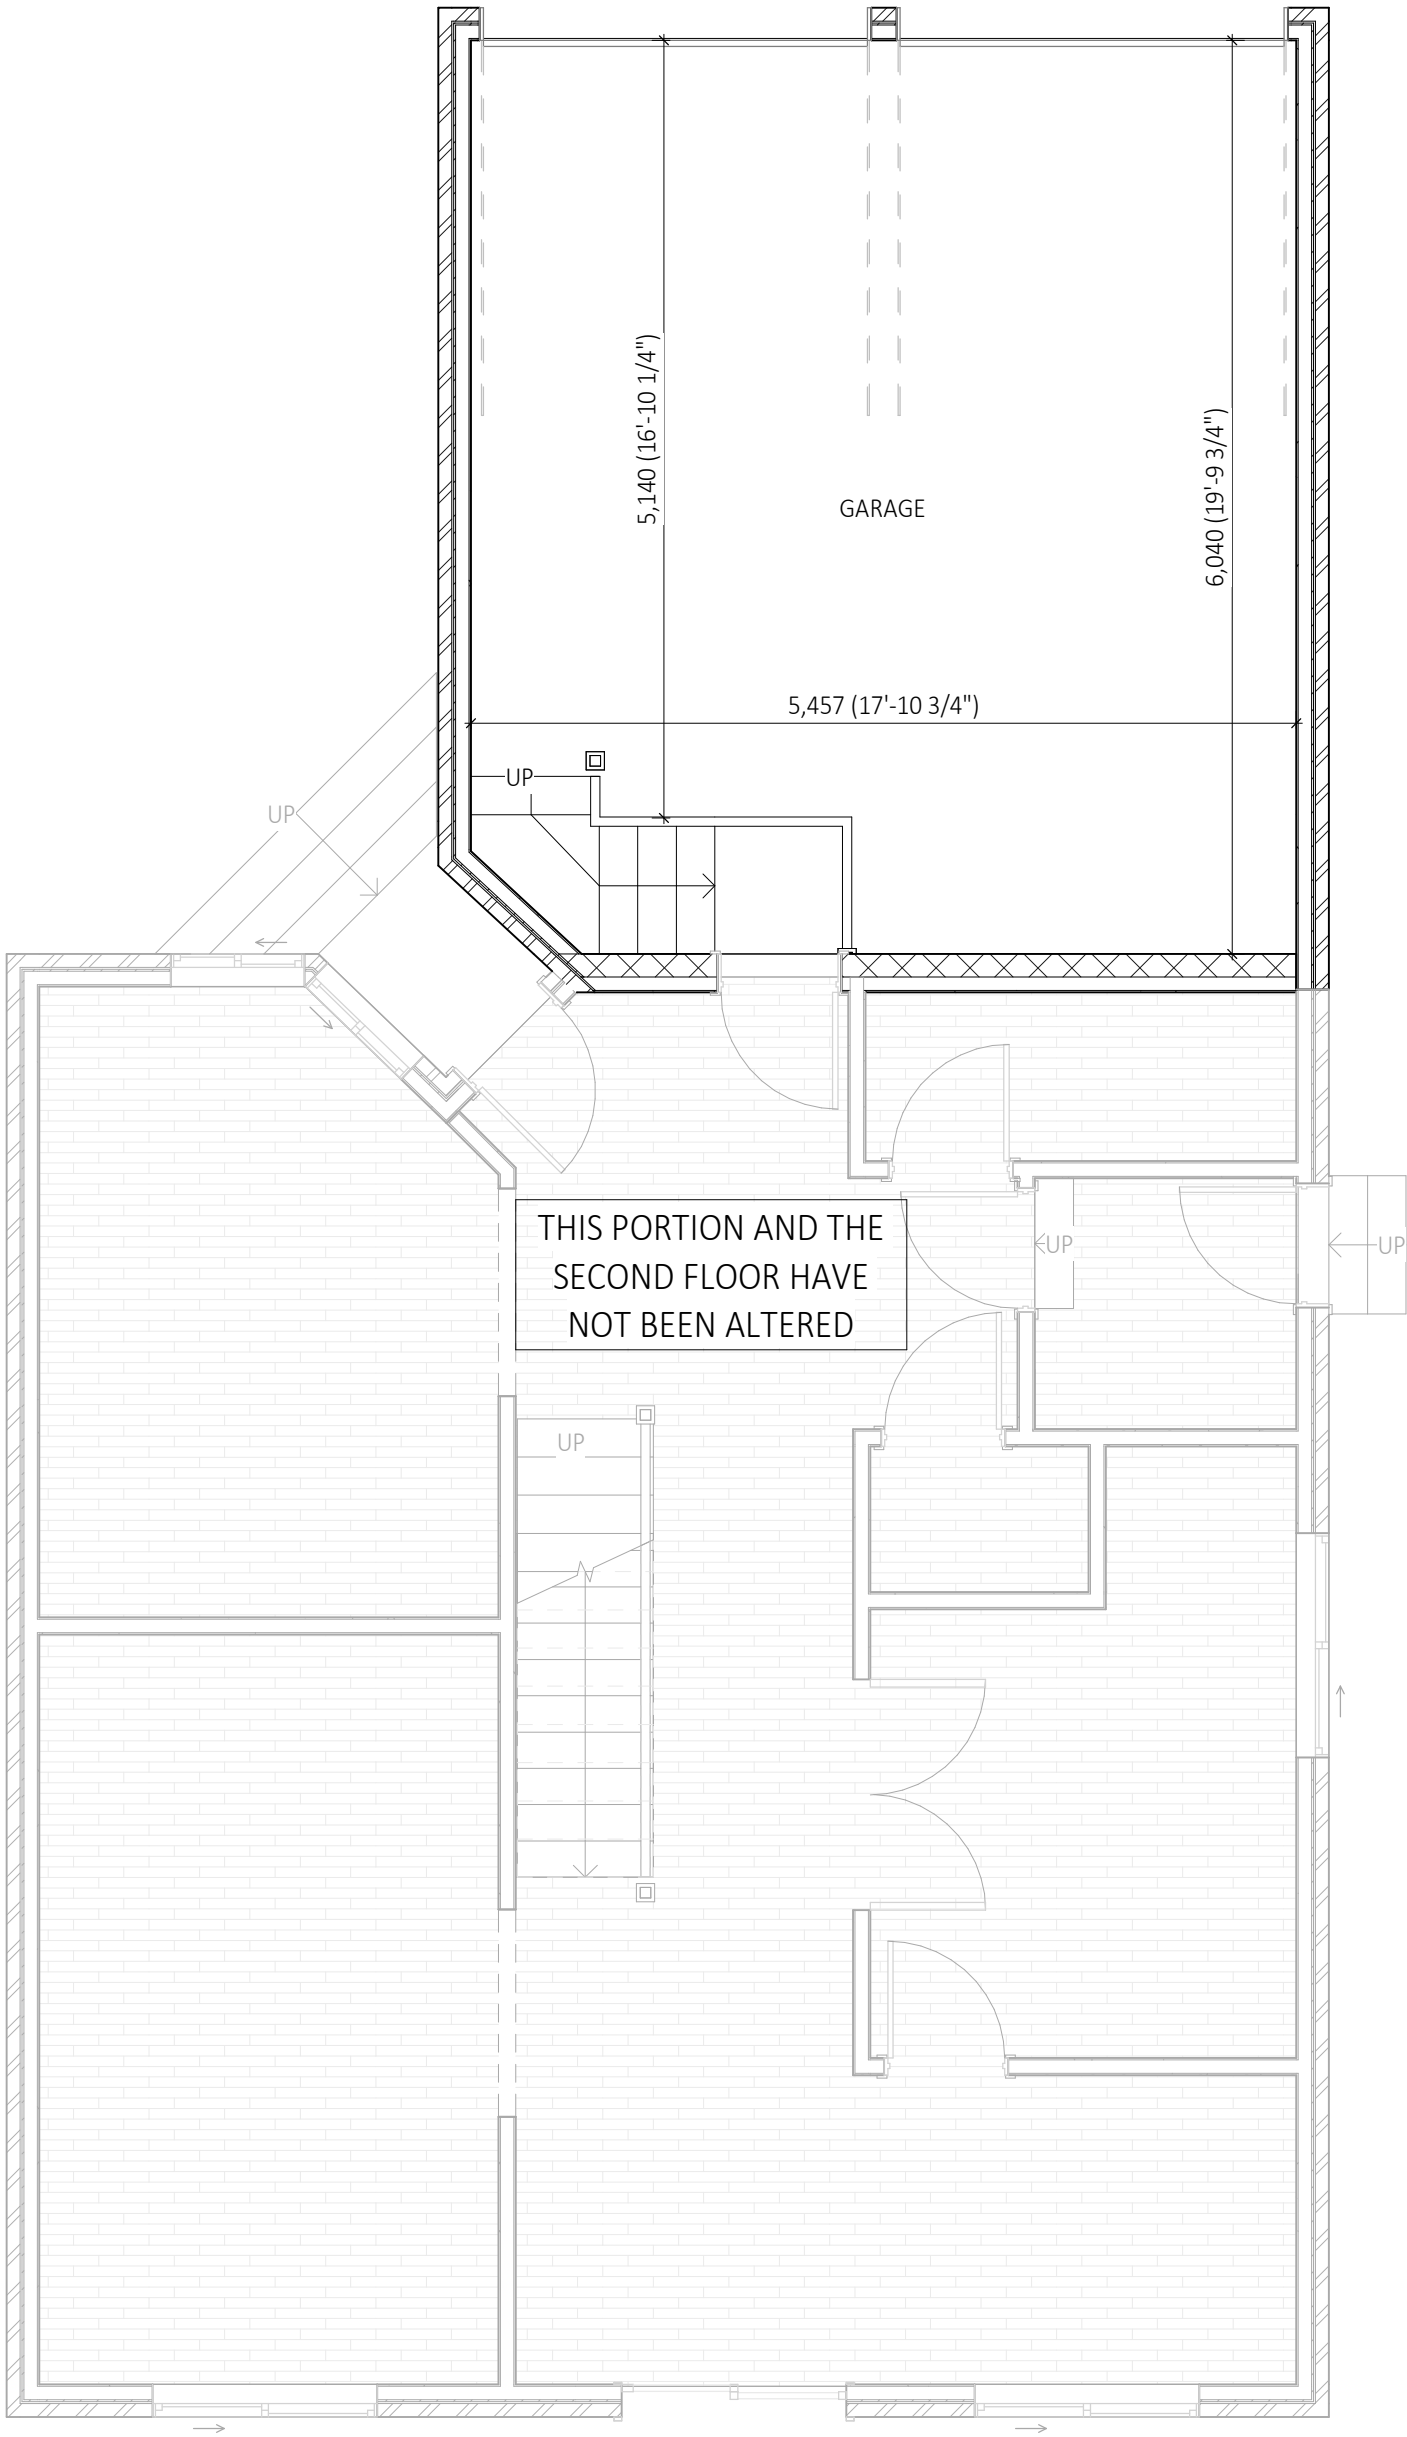 5,140 (16'-10 1/4")
6,040 (19'-9 3/4")
GARAGE
5,457 (17'-10 3/4")
UP
UP
THIS PORTION AND THE
SECOND FLOOR HAVE
NOT BEEN ALTERED
UP
UP
UP